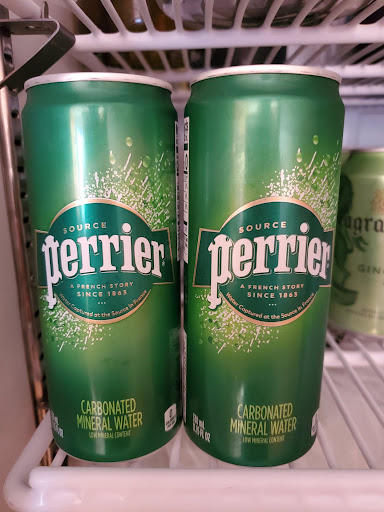 SOURCE
perrier
A FRENCH STORY
SINCE 1863
Water Captured at the Source in France
CARBONATED
MINERAL WATER
LOW MINERAL CONTENT
SOURCE
perrier
A FRENCH STORY
SINCE 1863
Water Captured at the Source in France
CARBONATED
MINERAL WATER
LOW MINERAL CONTENT
agra
GIN